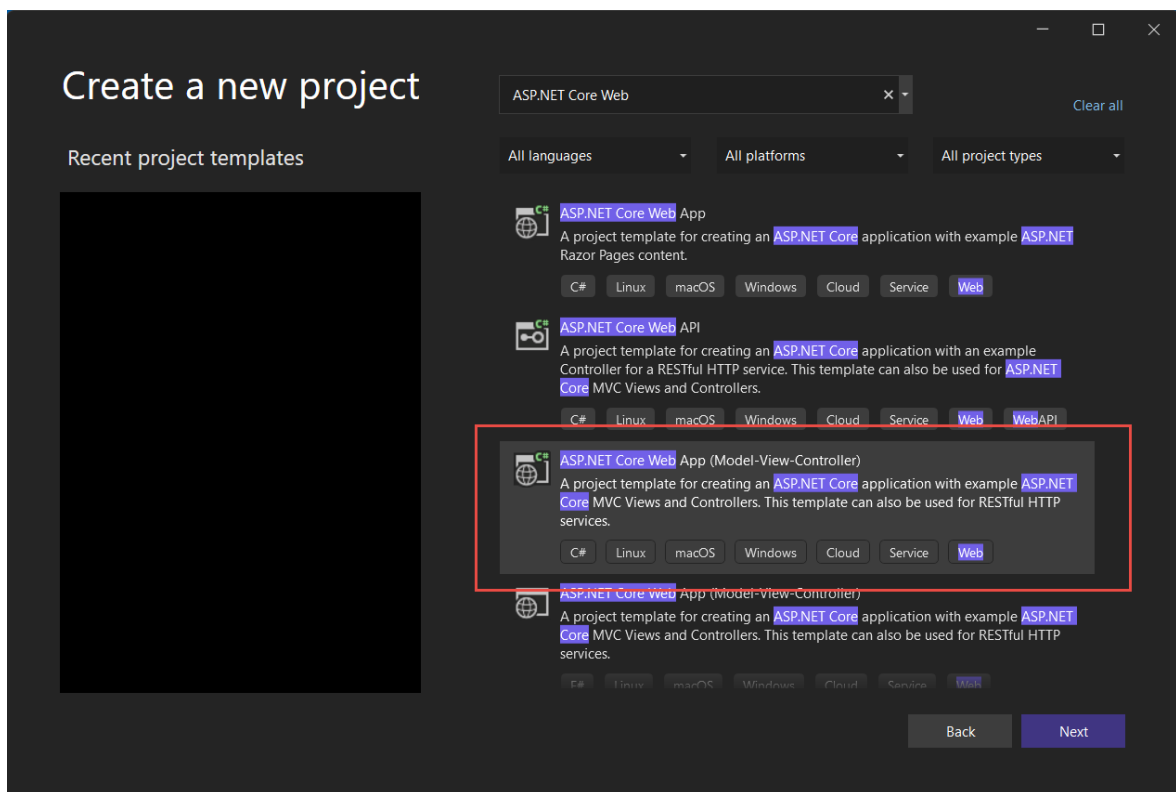 Create a new project
Recent project templates
ASP.NET Core Web
Clear all
All languages
All platforms
All project types
C#
ASP.NET Core Web App
A project template for creating an ASP.NET Core application with example ASP.NET
Razor Pages content.
C# Linux macOS Windows Cloud Service Web
C#
ASP.NET Core Web API
A project template for creating an ASP.NET Core application with an example
Controller for a RESTful HTTP service. This template can also be used for ASP.NET
Core MVC Views and Controllers.
C# Linux macOS Windows Cloud Service Web WebAPI
C#
ASP.NET Core Web App (Model-View-Controller)
A project template for creating an ASP.NET Core application with example ASP.NET
Core MVC Views and Controllers. This template can also be used for RESTful HTTP
services.
C# Linux macOS Windows Cloud Service Web
ASP.NET Core Web App (Model-View-Controller)
A project template for creating an ASP.NET Core application with example ASP.NET
Core MVC Views and Controllers. This template can also be used for RESTful HTTP
services.
F# Linux macOS Windows Cloud Service Web
Back
Next